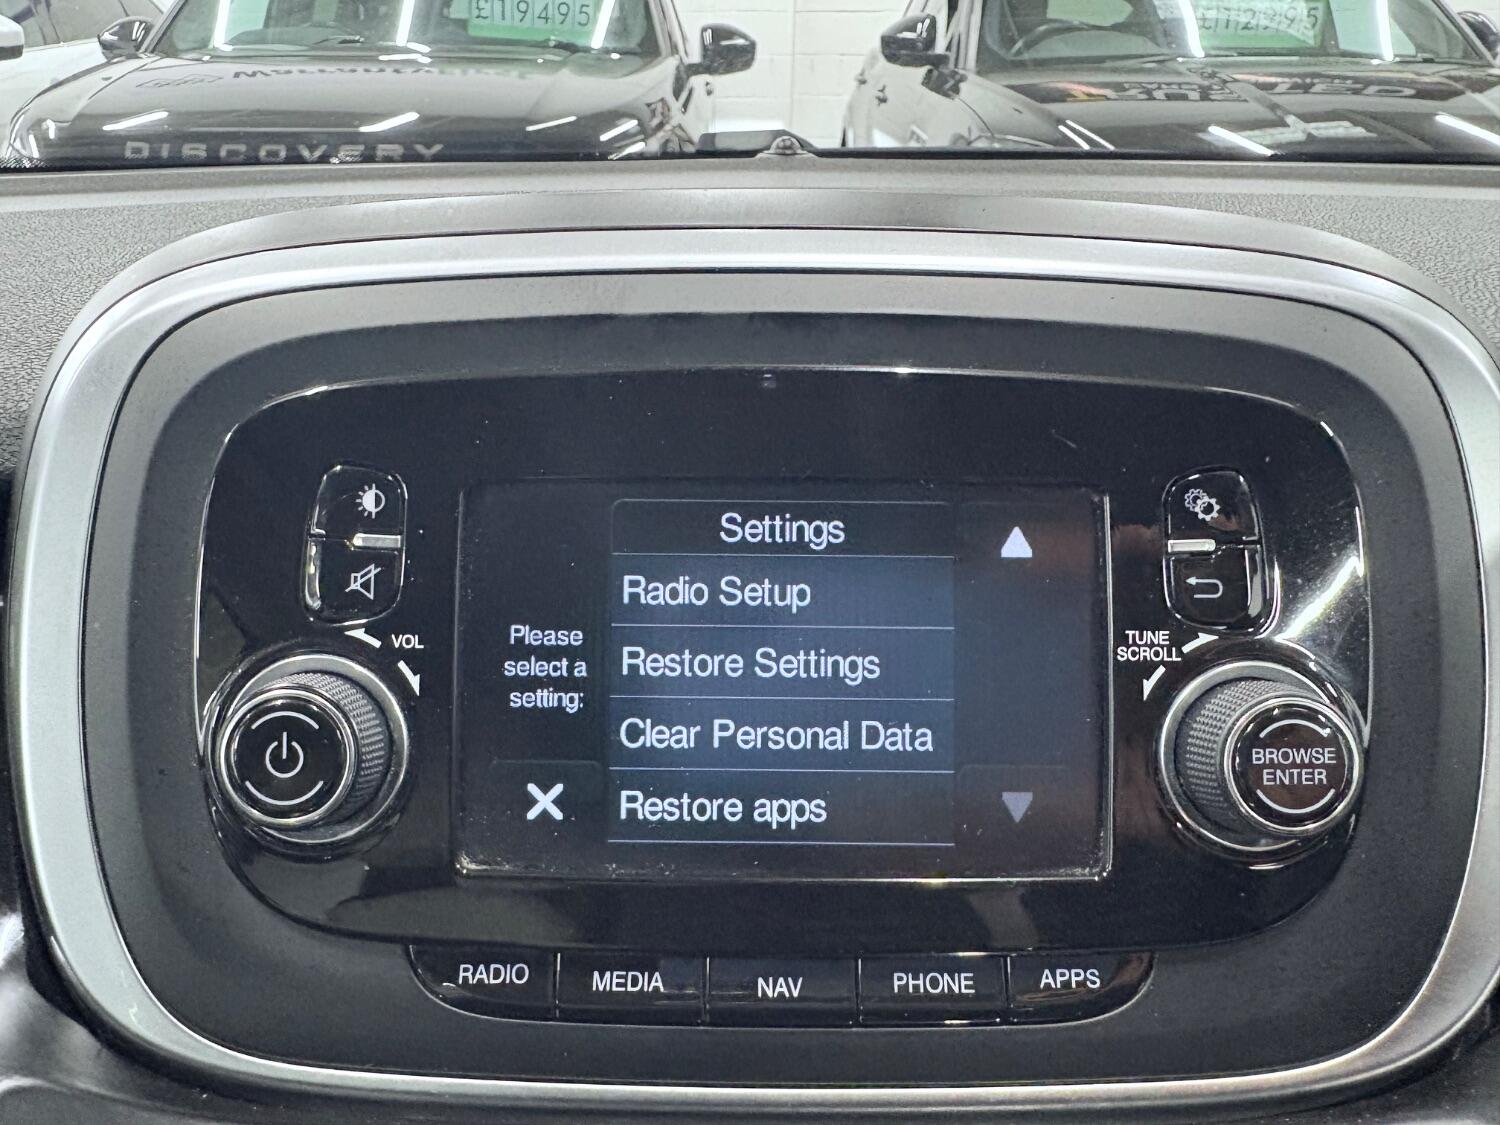 £19495
£12995
DISCOVERY
Settings
Radio Setup
Restore Settings
Clear Personal Data
Restore apps
Please
select a
setting:
VOL
TUNE
SCROLL
BROWSE
ENTER
RADIO
MEDIA
NAV
PHONE
APPS